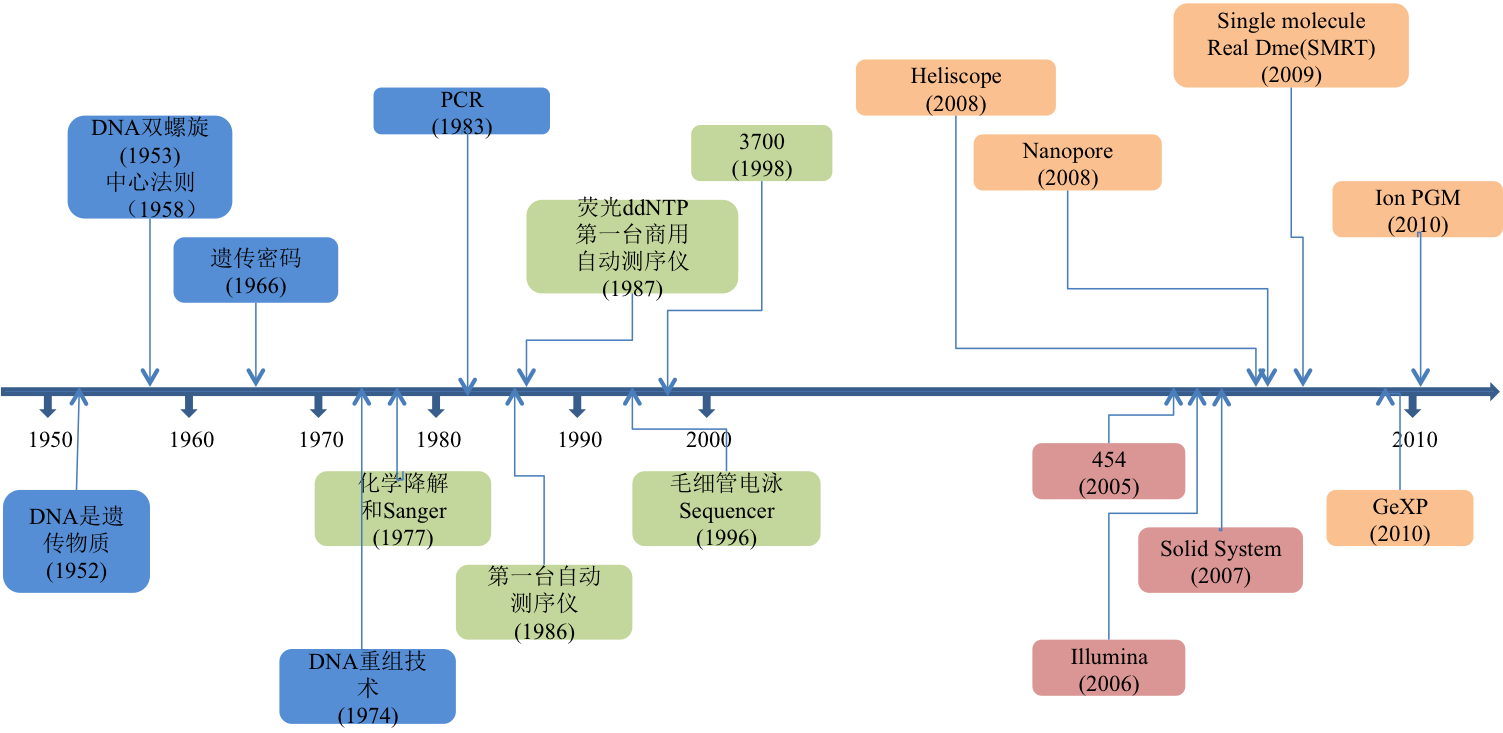 Single molecule
Real Dme(SMRT)
(2009)
Heliscope
(2008)
PCR
(1983)
DNA双螺旋
(1953)
中心法则
（1958）
3700
(1998)
Nanopore
(2008)
Ion PGM
(2010)
荧光ddNTP
第一台商用
自动测序仪
(1987)
遗传密码
(1966)
1950
1960
1970
1980
1990
2000
2010
454
(2005)
化学降解
和Sanger
(1977)
毛细管电泳
Sequencer
(1996)
DNA是遗
传物质
(1952)
GeXP
(2010)
Solid System
(2007)
第一台自动
测序仪
(1986)
Illumina
(2006)
DNA重组技
术
(1974)